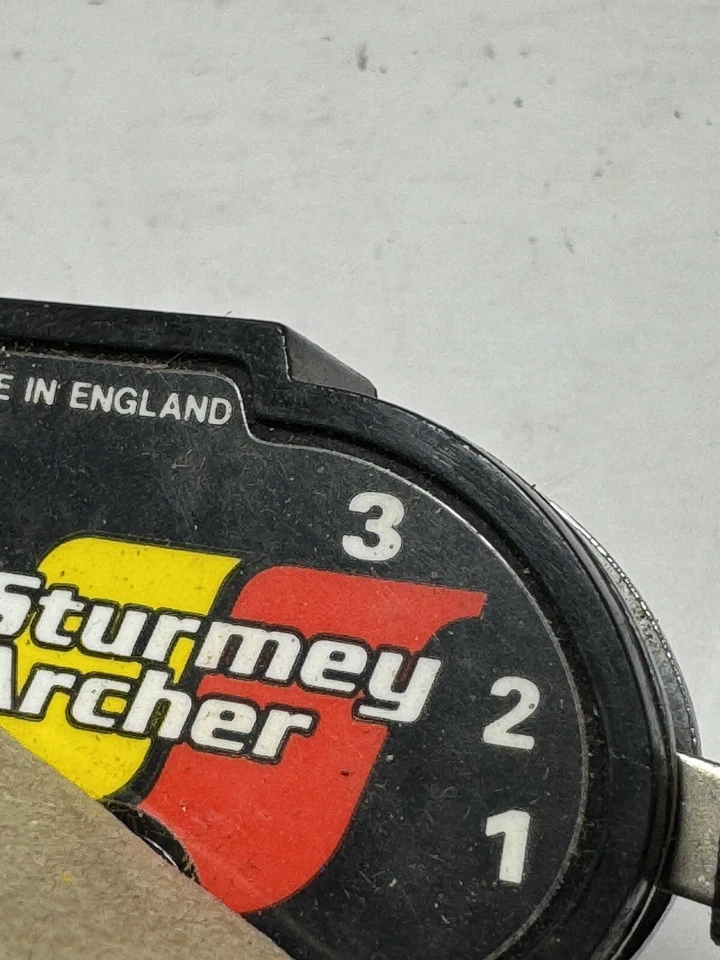 E IN ENGLAND
3
Sturmey
Archer
2
1